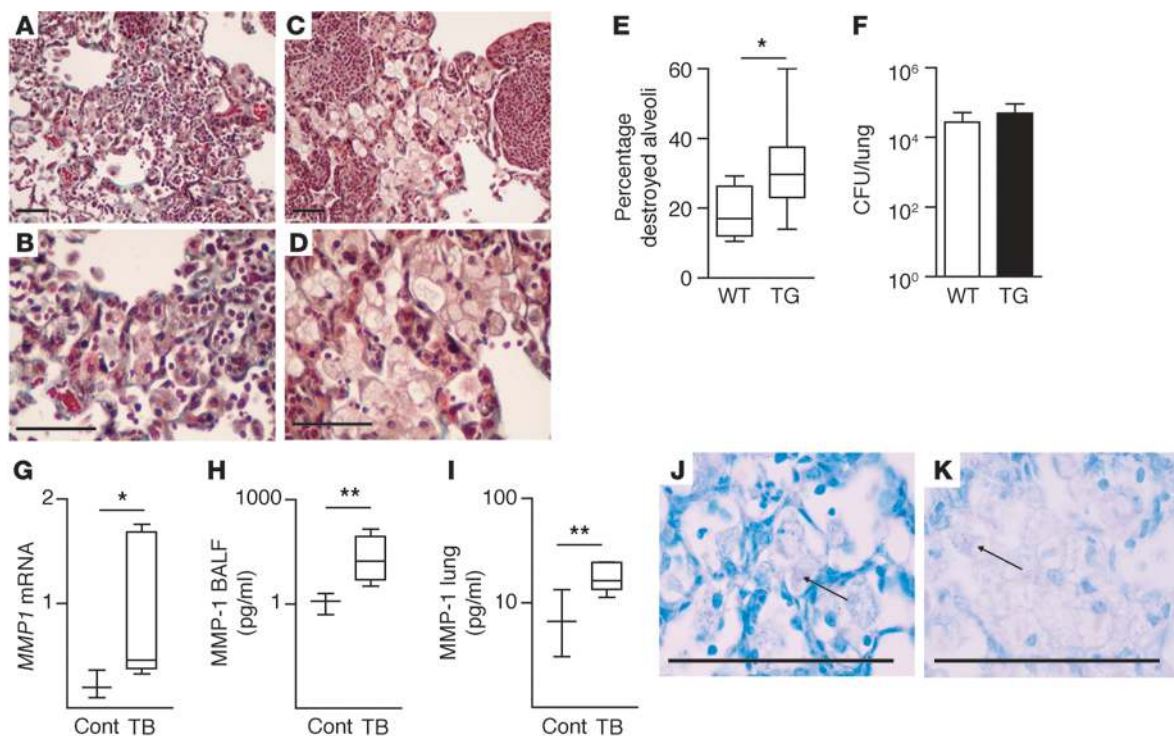 A
C
B
D
E
*
60
40
20
0
Percentage
destroyed alveoli
WT TG
F
10⁶
10⁴
10²
10⁰
CFU/lung
WT TG
G
*
2
1
MMP1 mRNA
Cont TB
H
**
1000
1
MMP-1 BALF
(pg/ml)
Cont TB
I
**
100
10
MMP-1 lung
(pg/ml)
Cont TB
J
K